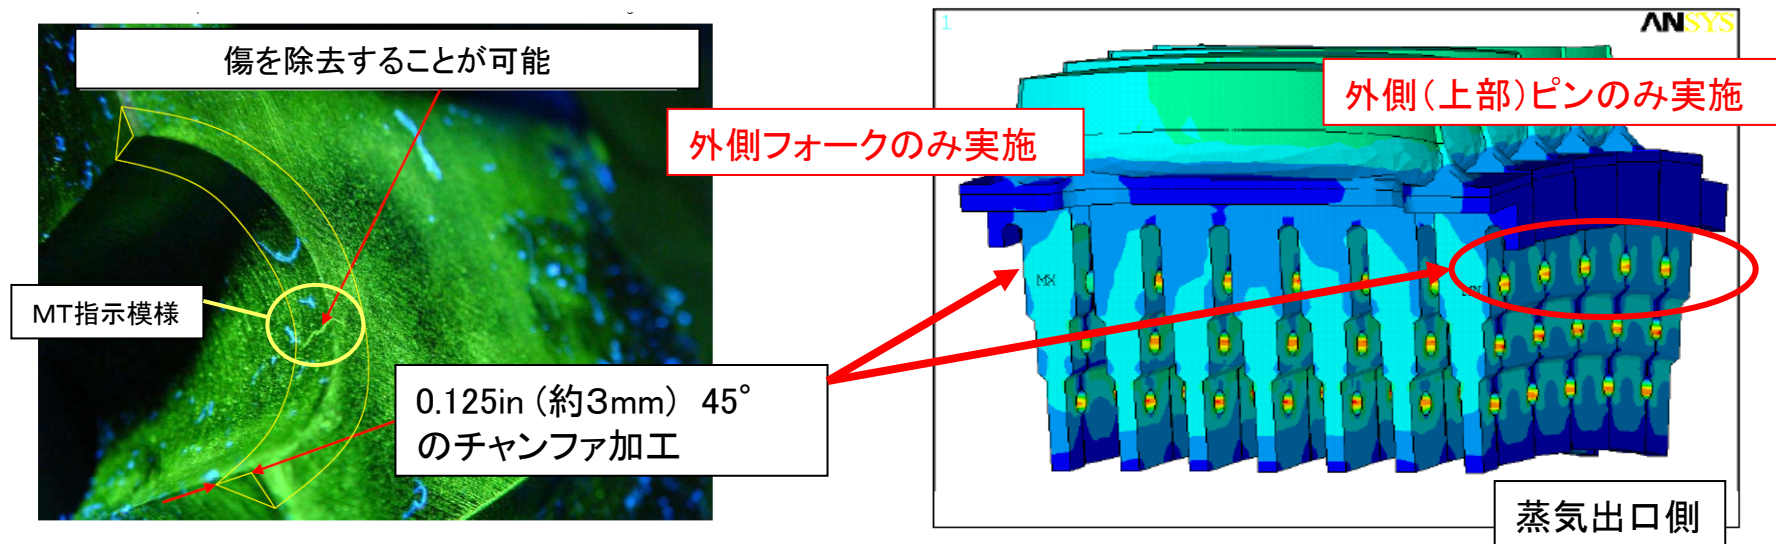 傷を除去することが可能
外側フォークのみ実施
MT指示模様
0.125in (約3mm) 45°
のチャンファ加工
1
ANSYS
外側(上部)ピンのみ実施
MX
蒸気出口側